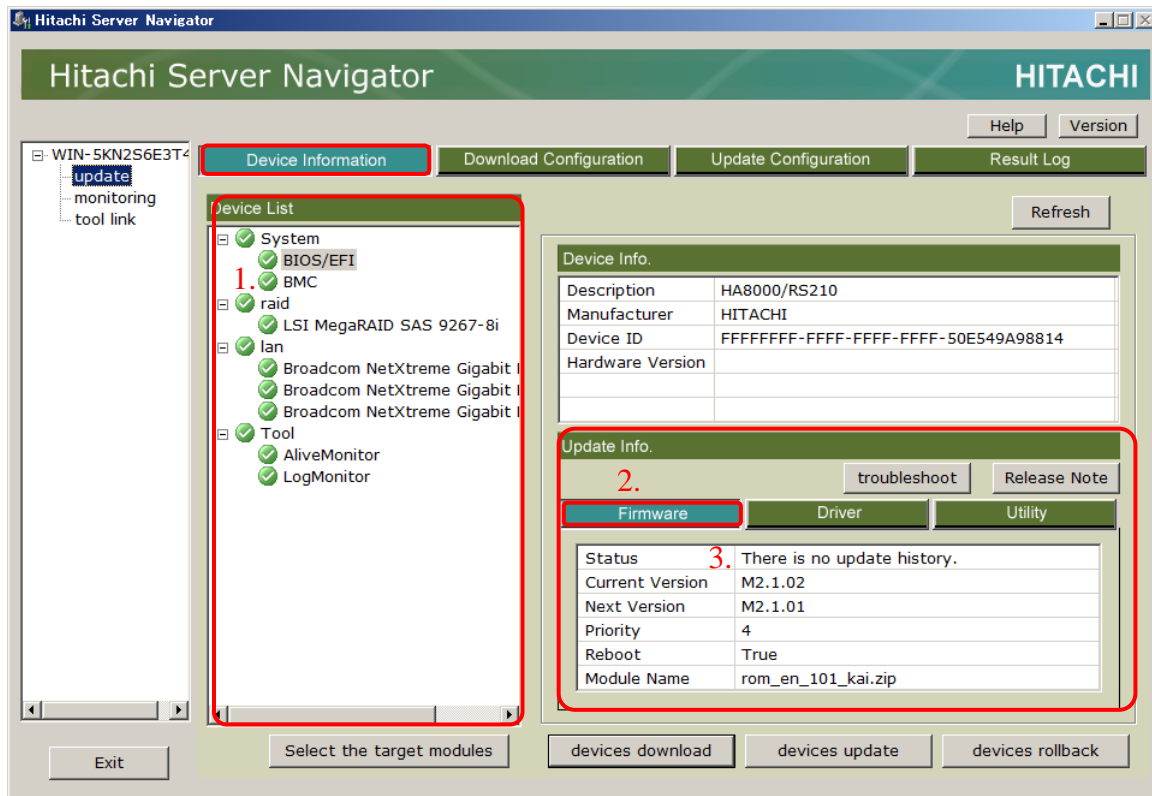 Hitachi Server Navigator
Hitachi Server Navigator HITACHI
Help Version
WIN-5KN2S6E3T4
update
monitoring
tool link
Device Information Download Configuration Update Configuration Result Log
Device List
Refresh
System
BIOS/EFI
1.
BMC
raid
LSI MegaRAID SAS 9267-8i
lan
Broadcom NetXtreme Gigabit
Broadcom NetXtreme Gigabit
Broadcom NetXtreme Gigabit
Tool
AliveMonitor
LogMonitor
Device Info.
Description HA8000/RS210
Manufacturer HITACHI
Device ID FFFFFFFF-FFFF-FFFF-FFFF-50E549A98814
Hardware Version
Update Info.
2.
troubleshoot Release Note
Firmware Driver Utility
3.
Status There is no update history.
Current Version M2.1.02
Next Version M2.1.01
Priority 4
Reboot True
Module Name rom_en_101_kai.zip
Exit
Select the target modules devices download devices update devices rollback